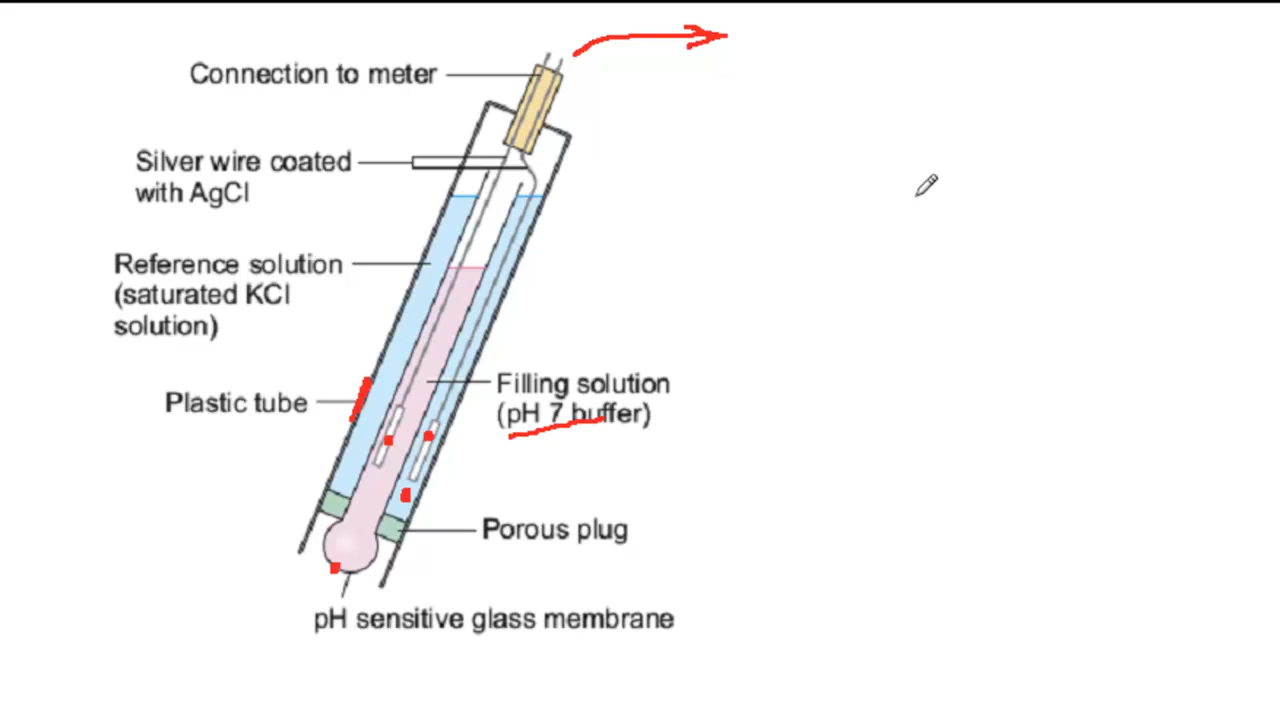 Connection to meter
Silver wire coated
with AgCl
Reference solution
(saturated KCl
solution)
Plastic tube
Filling solution
(pH 7 buffer)
Porous plug
pH sensitive glass membrane